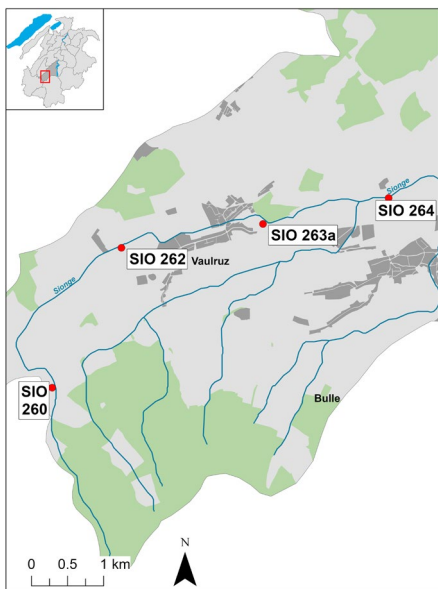 Sionge
SIO 264
SIO 263a
SIO 262
Vaulruz
Sionge
SIO
260
Bulle
0 0.5 1 km
N